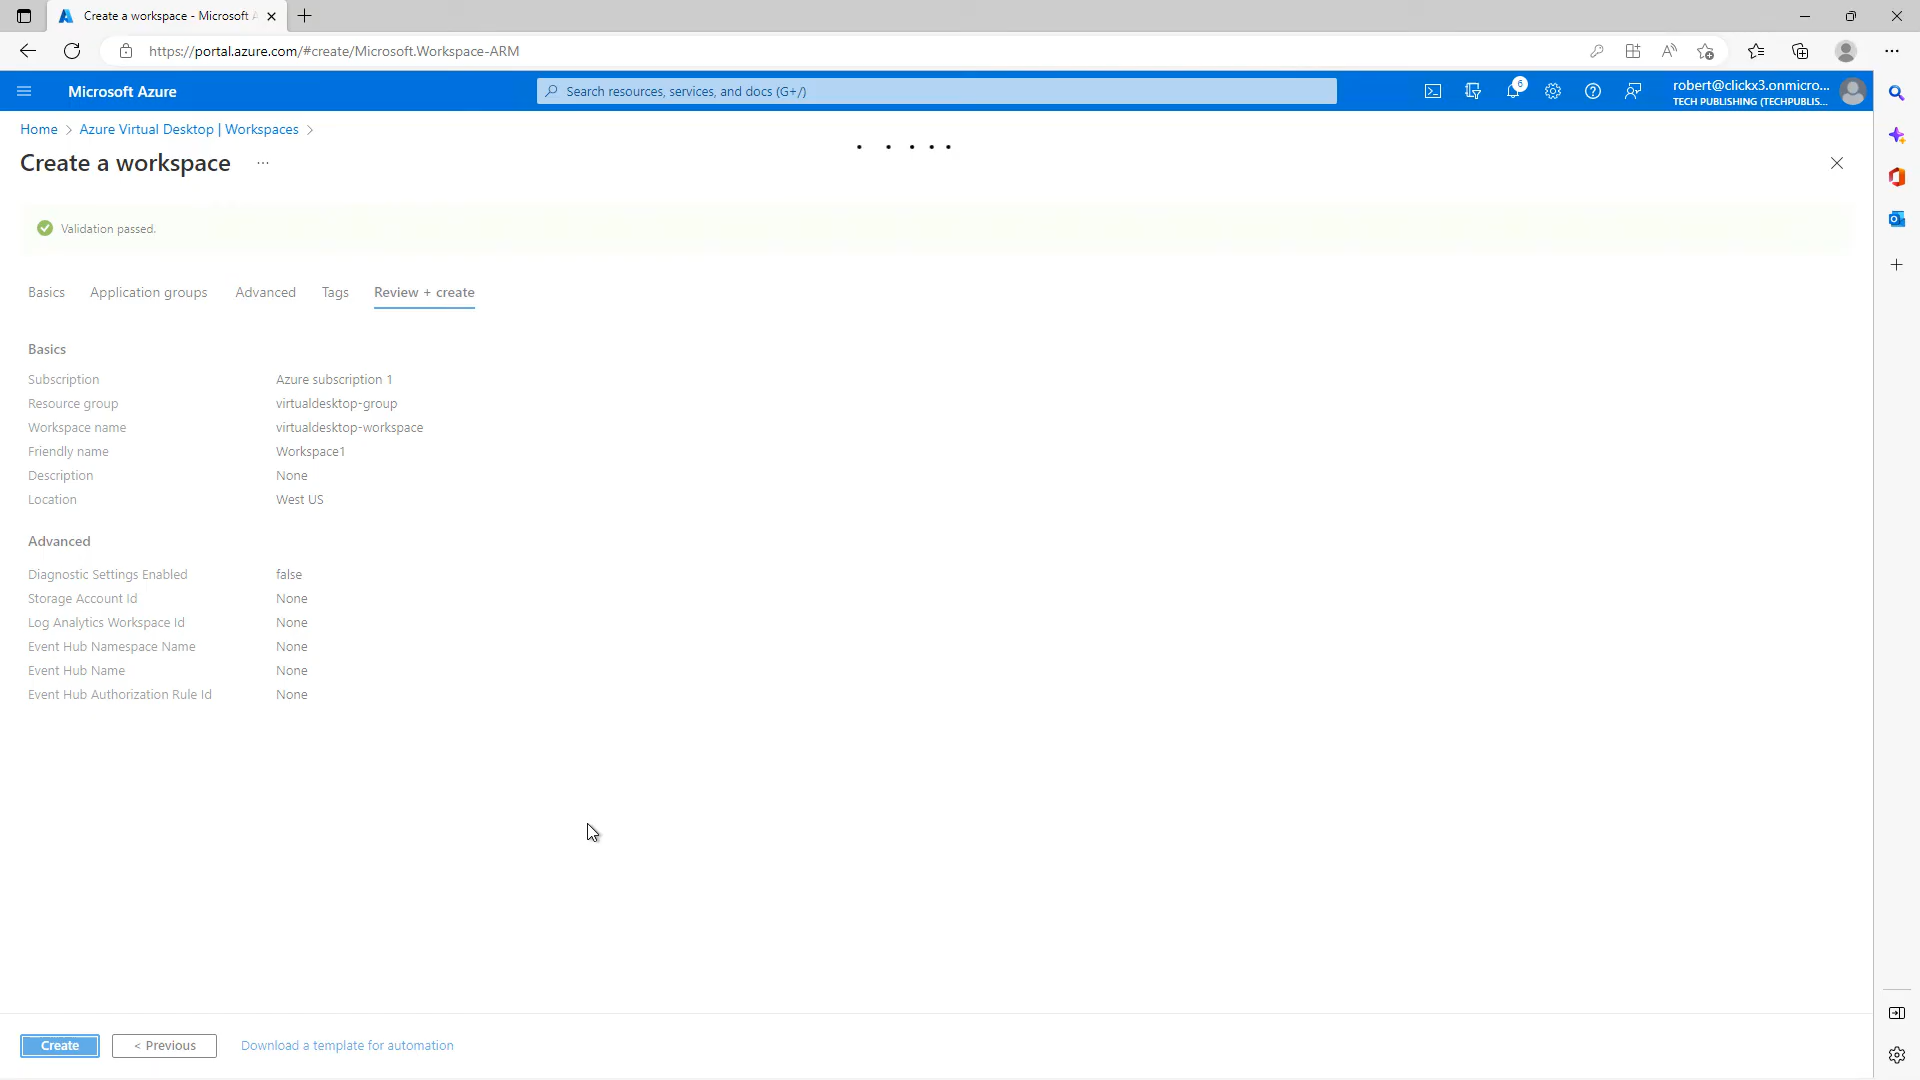 Create a workspace - Microsoft A
https://portal.azure.com/#create/Microsoft.Workspace-ARM
Microsoft Azure
Search resources, services, and docs (G+/)
6
robert@clickx3.onmicro...
TECH PUBLISHING (TECHPUBLIS...
Home > Azure Virtual Desktop | Workspaces >
Create a workspace ...
Validation passed.
Basics Application groups Advanced Tags Review + create
Basics
Subscription Azure subscription 1
Resource group virtualdesktop-group
Workspace name virtualdesktop-workspace
Friendly name Workspace1
Description None
Location West US
Advanced
Diagnostic Settings Enabled false
Storage Account Id None
Log Analytics Workspace Id None
Event Hub Namespace Name None
Event Hub Name None
Event Hub Authorization Rule Id None
Create < Previous Download a template for automation